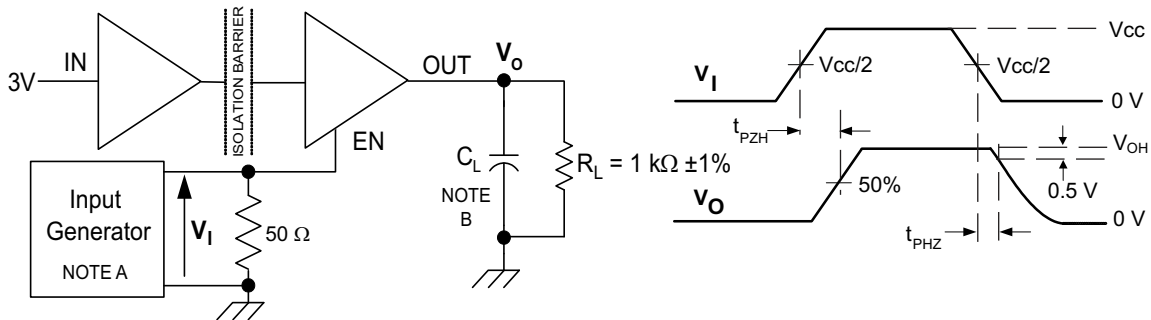 3V
IN
ISOLATION BARRIER
OUT
Vo
EN
CL
NOTE
B
RL = 1 kΩ ±1%
Input
Generator
NOTE A
VI
50 Ω
VI
Vcc/2
Vcc/2
Vcc
0 V
tPZH
VO
50%
VOH
0.5 V
0 V
tPHZ